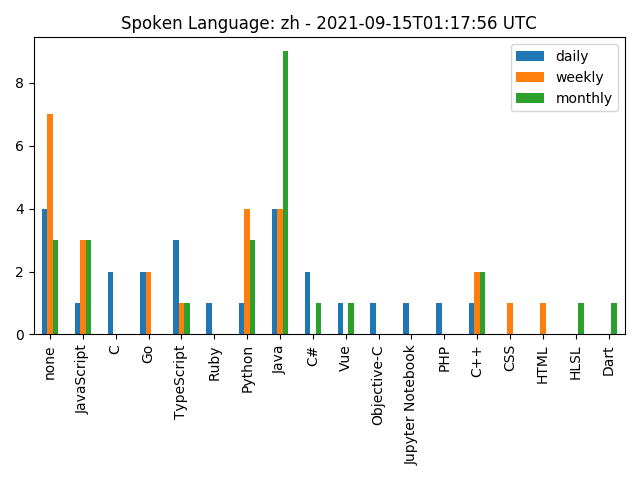 Spoken Language: zh - 2021-09-15T01:17:56 UTC
daily
weekly
monthly
8
6
4
2
0
none
JavaScript
C
Go
TypeScript
Ruby
Python
Java
C#
Vue
Objective-C
Jupyter Notebook
PHP
C++
CSS
HTML
HLSL
Dart